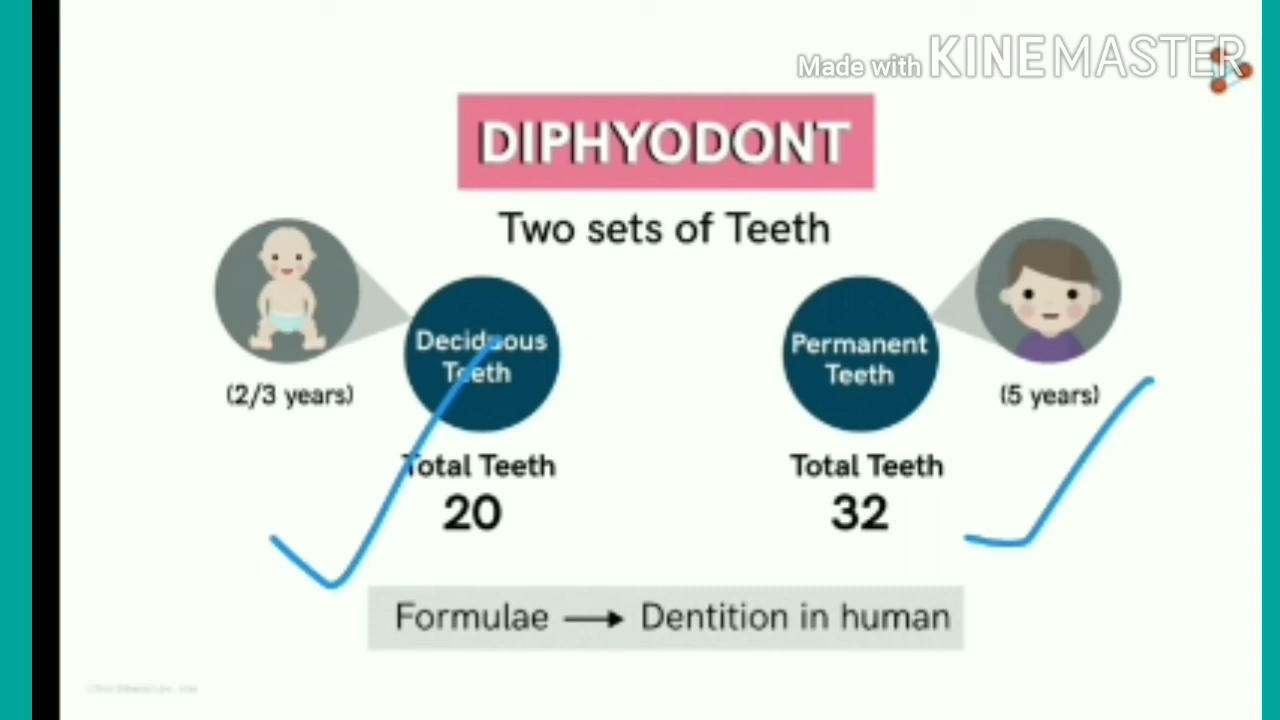 Made with KINEMASTER
DIPHYODONT
Two sets of Teeth
Deciduous
Teeth
(2/3 years)
Total Teeth
20
Permanent
Teeth
(5 years)
Total Teeth
32
Formulae → Dentition in human